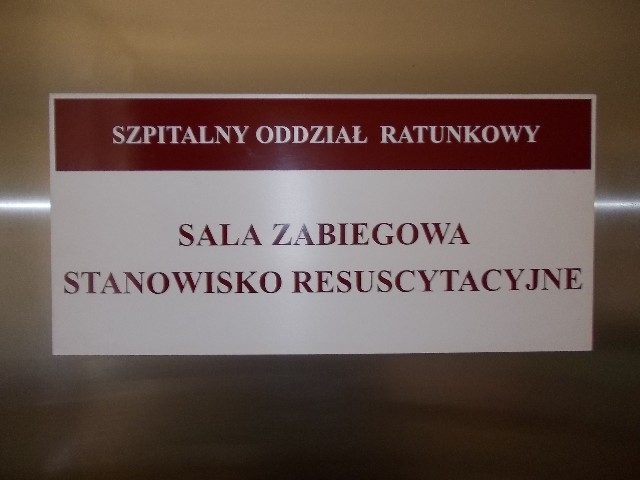 SZPITALNY ODDZIAŁ RATUNKOWY
SALA ZABIEGOWA
STANOWISKO RESUSCYTACYJNE